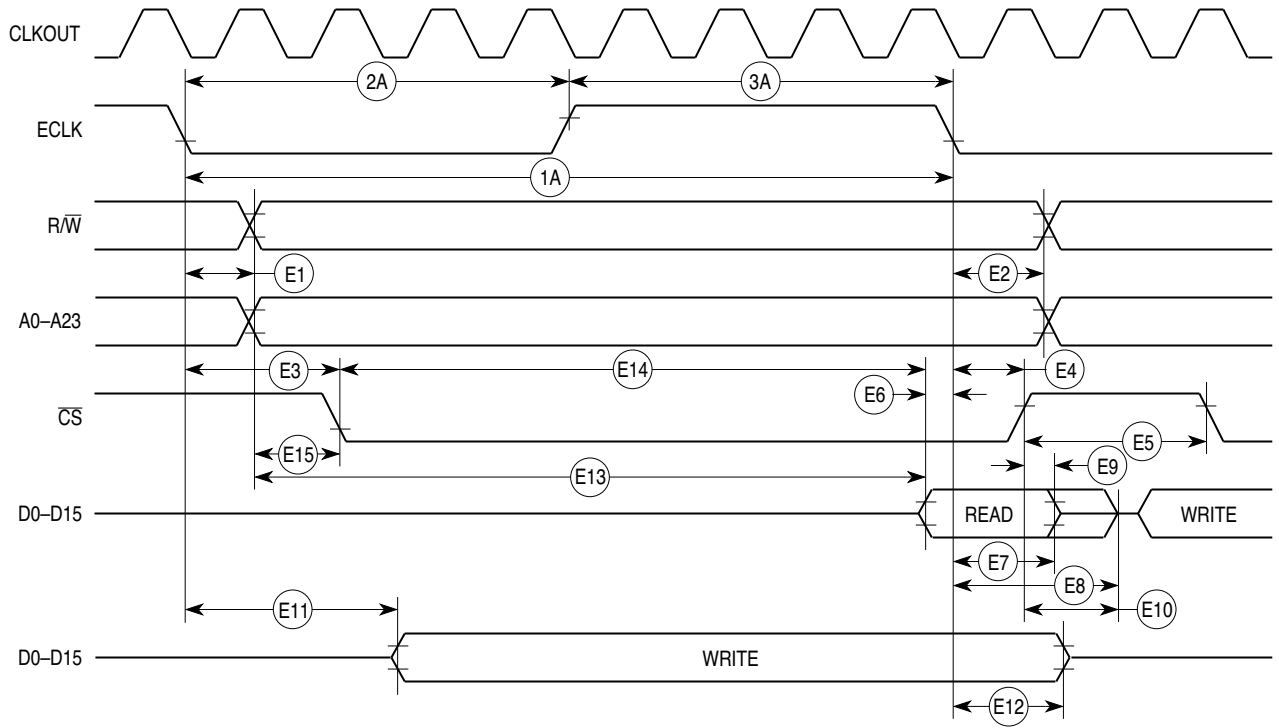 CLKOUT
2A
3A
ECLK
1A
R/W̅
E1
E2
A0–A23
E3
E14
E4
E6
C̅S̅
E15
E5
E13
E9
D0–D15
READ
WRITE
E7
E8
E11
E10
D0–D15
WRITE
E12